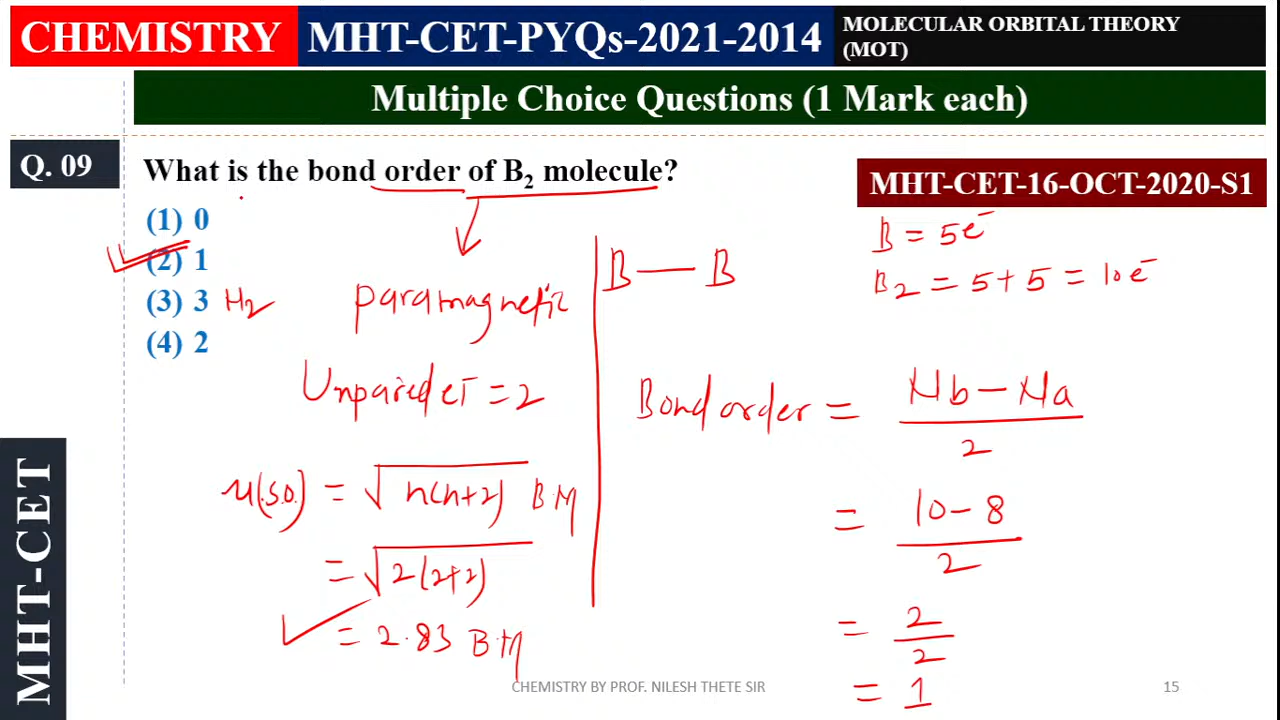 CHEMISTRY MHT-CET-PYQs-2021-2014 MOLECULAR ORBITAL THEORY
(MOT)
Multiple Choice Questions (1 Mark each)
Q. 09
What is the bond order of B₂ molecule?
MHT-CET-16-OCT-2020-S1
(1) 0
(2) 1
(3) 3 H₂
(4) 2
paramagnetic
Unpaired e⁻ = 2
μ(s.o.) = √n(n+2) B.M
= √2(2+2)
= 2.83 B.M
B — B
B = 5e⁻
B₂ = 5+5 = 10e⁻
Bond order = Nb – Na
2
= 10 – 8
2
= 2
2
= 1
MHT-CET
CHEMISTRY BY PROF. NILESH THETE SIR
15